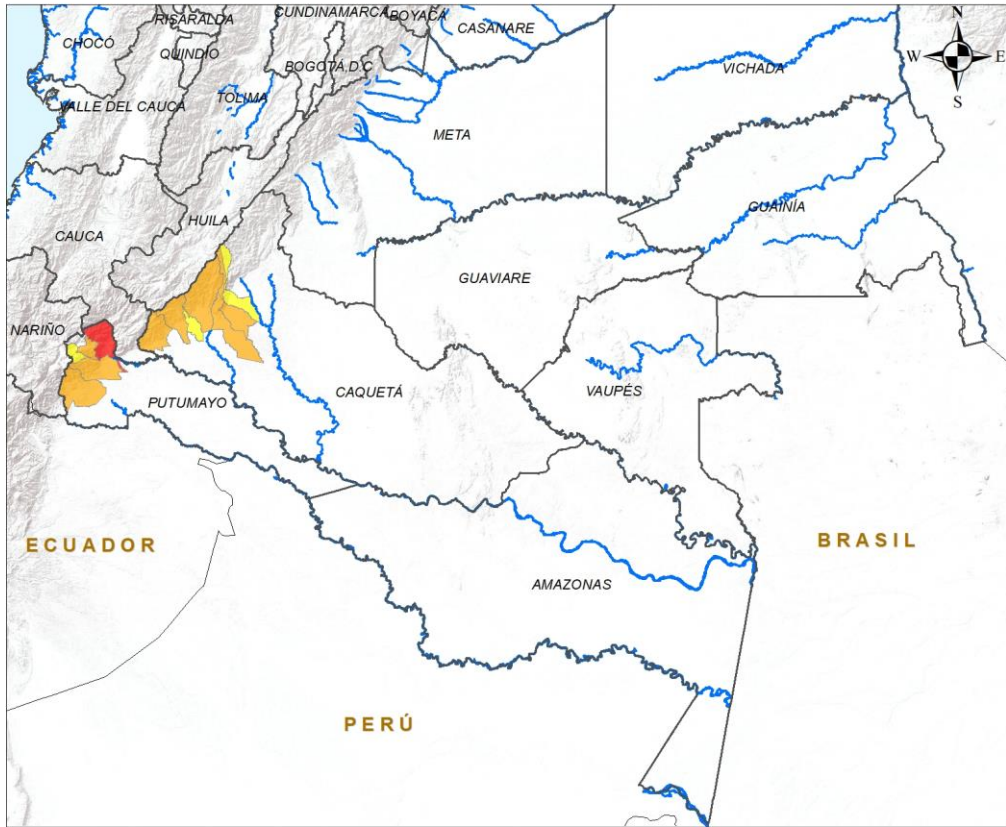 CUNDINAMARCA
BOYACÁ
RISARALDA
N
CASANARE
CHOCÓ
QUINDÍO
W
E
BOGOTÁ D.C
VICHADA
S
VALLE DEL CAUCA
TOLIMA
META
HUILA
GUAINÍA
CAUCA
GUAVIARE
NARIÑO
CAQUETÁ
VAUPÉS
PUTUMAYO
ECUADOR
BRASIL
AMAZONAS
PERÚ